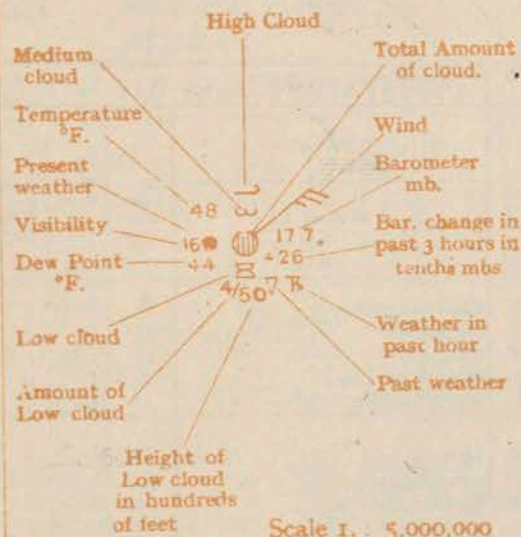 High Cloud
Medium
cloud
Total Amount
of cloud.
Temperature
°F.
Wind
Present
weather
Barometer
mb.
48
Visibility
16
17 7
Bar. change in
past 3 hours in
tenths mbs
Dew Point
°F.
44
26
4/50
Low cloud
Weather in
past hour
Amount of
Low cloud
Past weather
Height of
Low cloud
in hundreds
of feet
Scale 1. : 5,000,000